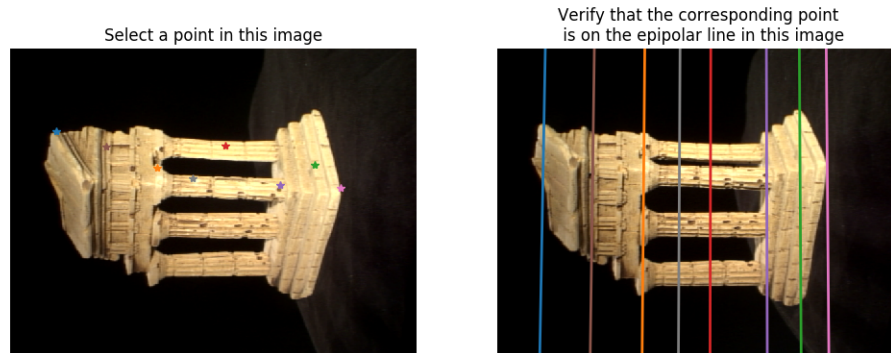 Select a point in this image
Verify that the corresponding point
is on the epipolar line in this image